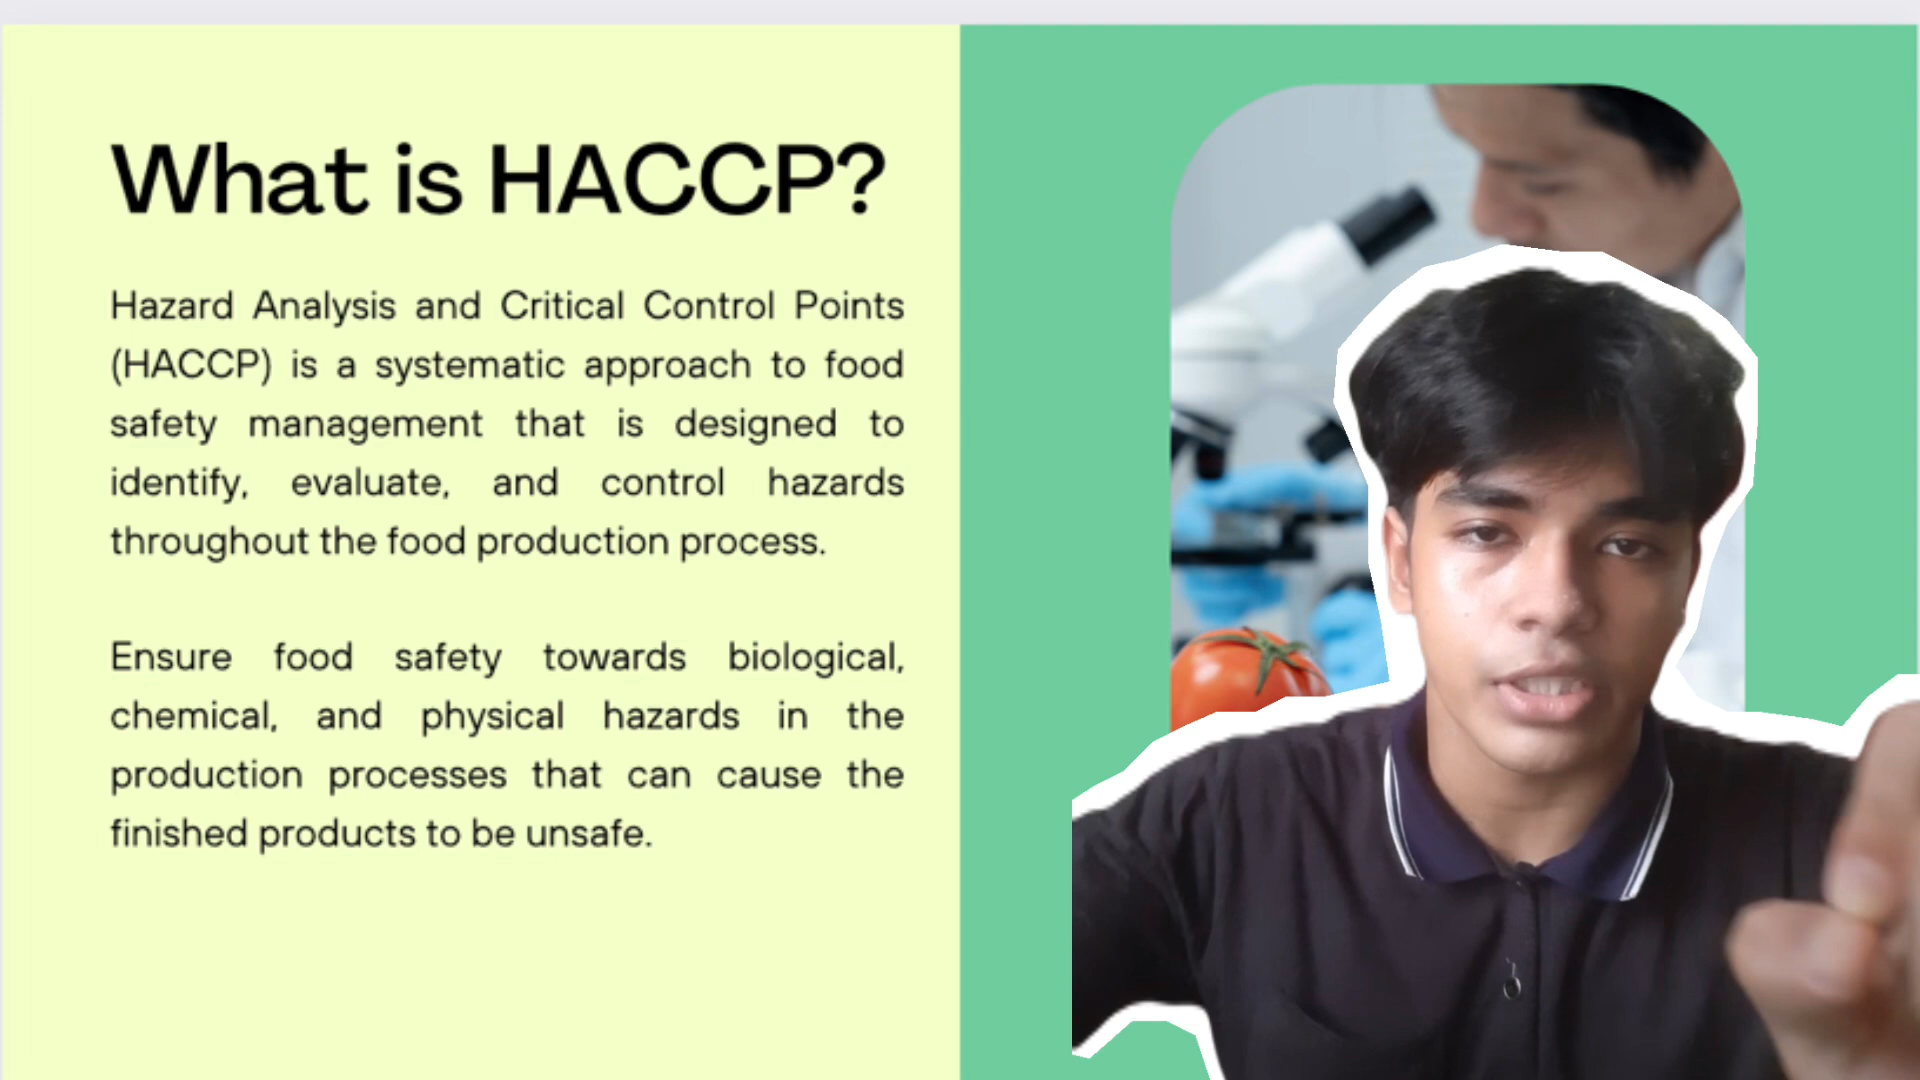 What is HACCP?
Hazard Analysis and Critical Control Points
(HACCP) is a systematic approach to food
safety management that is designed to
identify, evaluate, and control hazards
throughout the food production process.
Ensure food safety towards biological,
chemical, and physical hazards in the
production processes that can cause the
finished products to be unsafe.